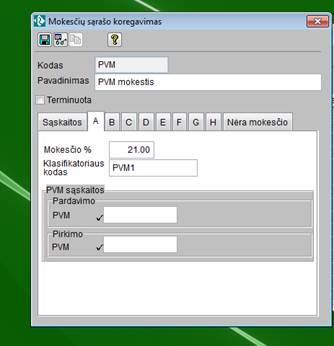 Mokesčių sąrašo koregavimas
Kodas PVM
Pavadinimas PVM mokestis
Terminuota
Sąskaitos A B C D E F G H Nėra mokesčio
Mokesčio % 21.00
Klasifikatoriaus
kodas PVM1
PVM sąskaitos
Pardavimo
PVM
Pirkimo
PVM